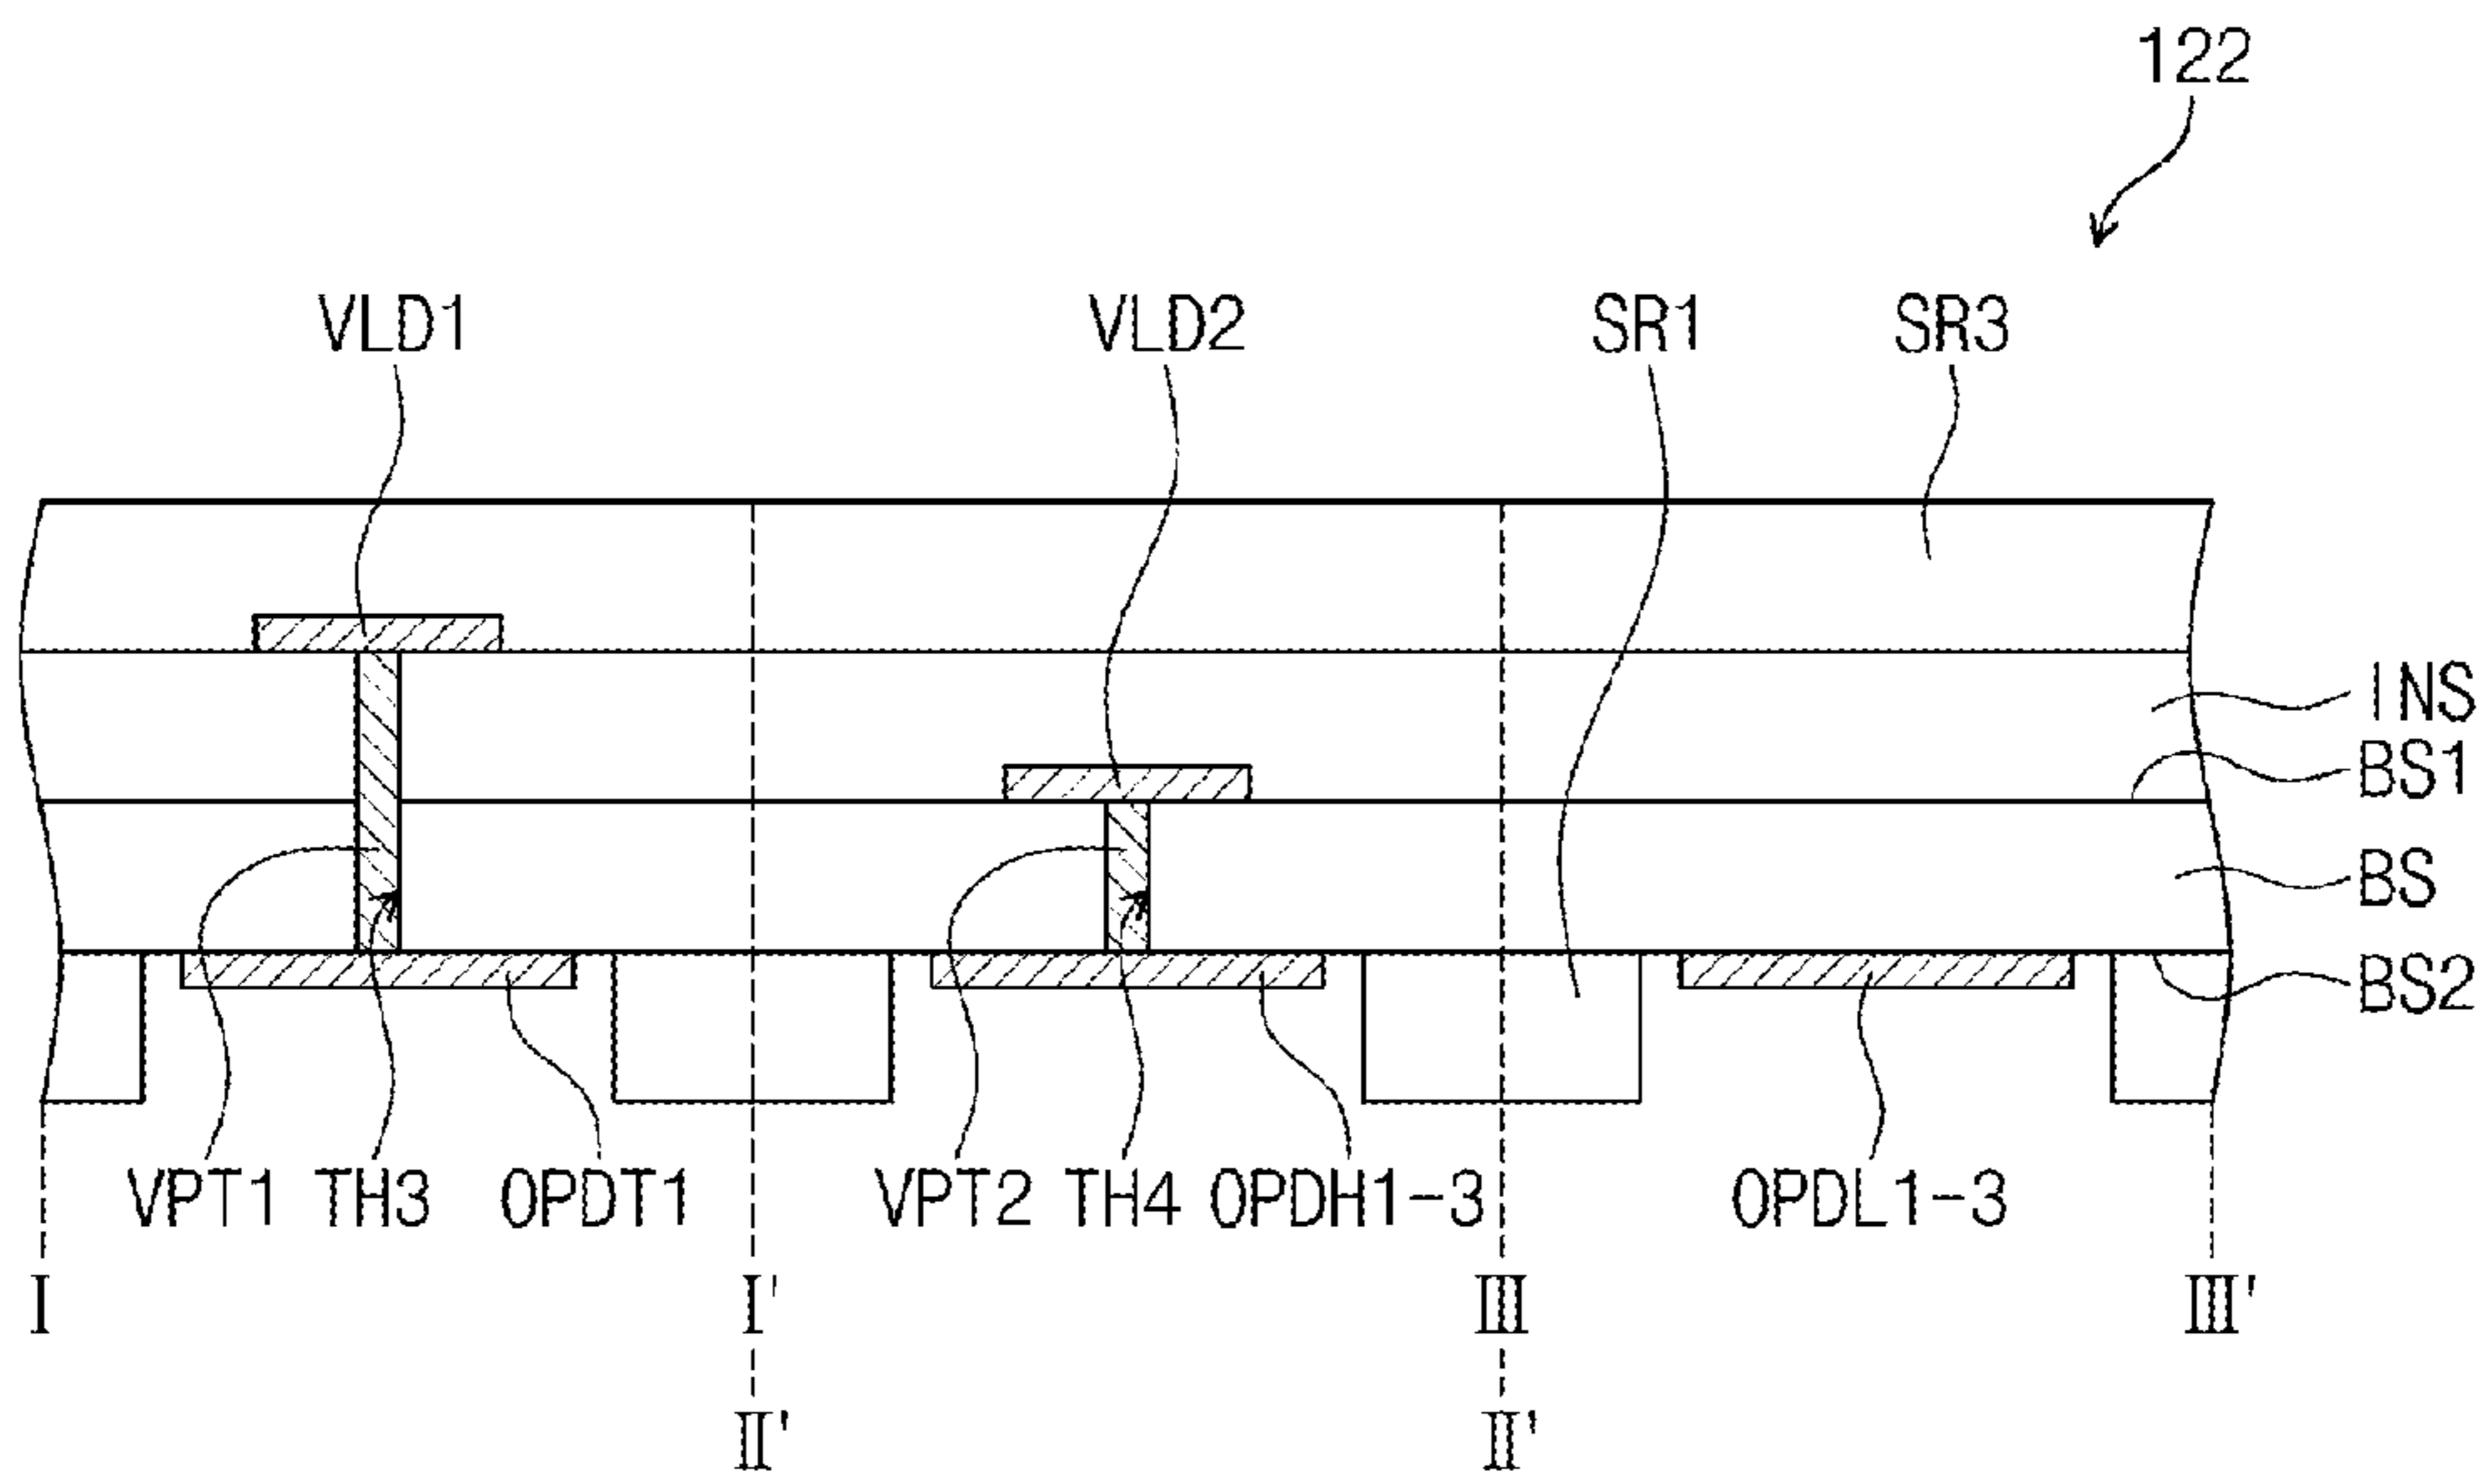 122
VLD1 VLD2 SR1 SR3
INS
BS1
BS
BS2
VPT1 TH3 OPDT1 VPT2 TH4 OPDH1-3 OPDL1-3
I I' III III'
II' II'